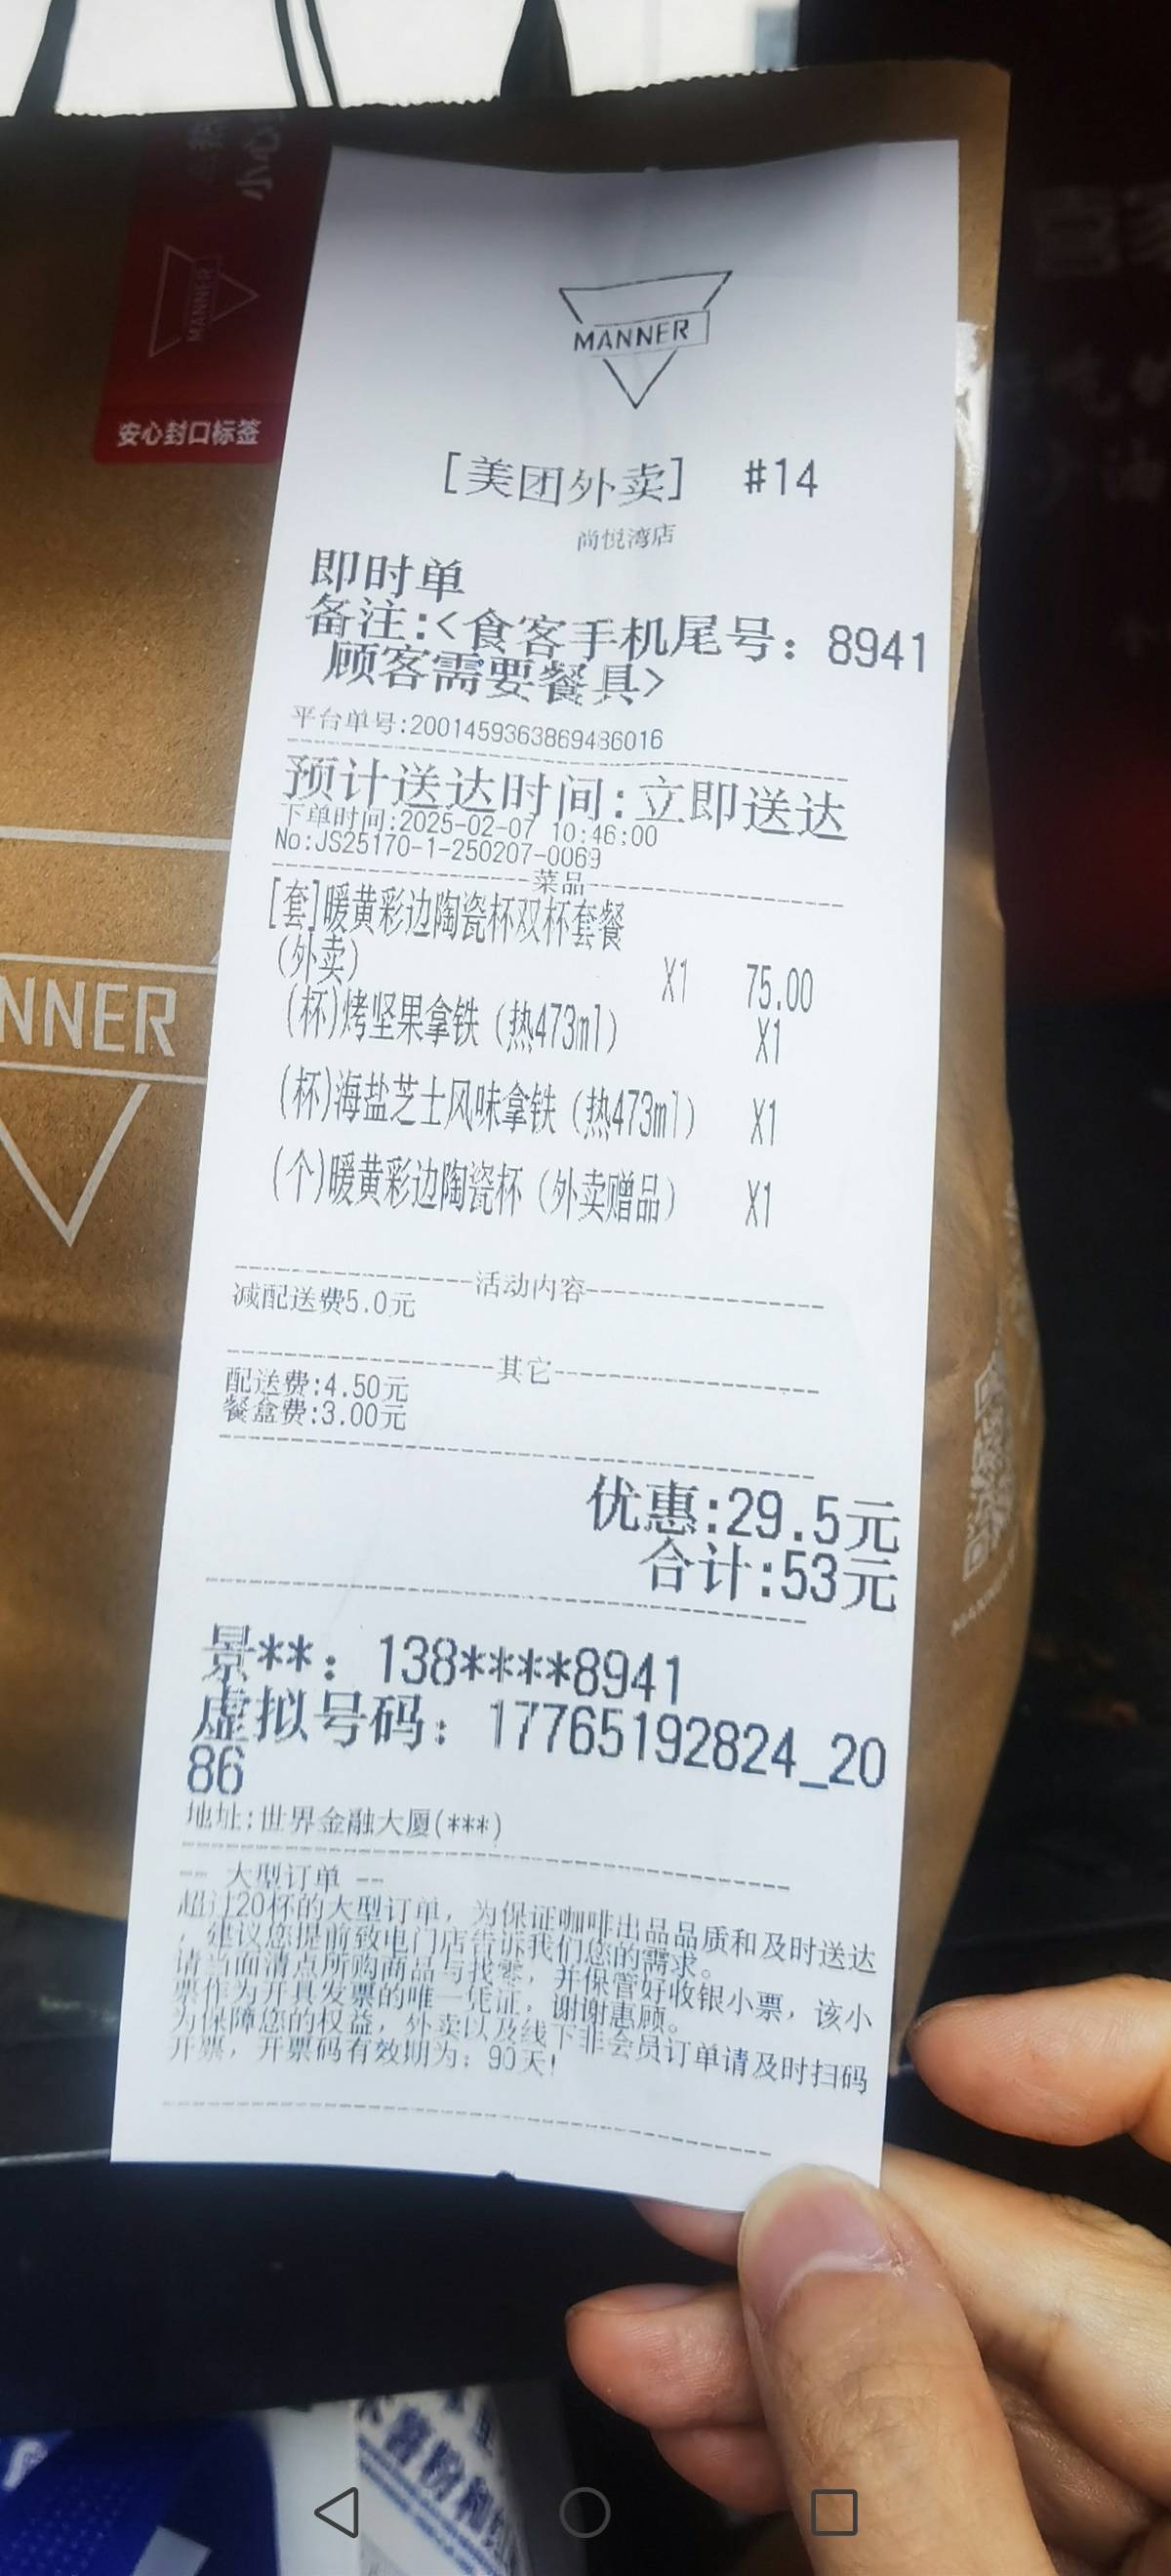 小心
MANNER
安心封口标签
MANNER
[美团外卖] #14
尚悦湾店
即时单
备注:<食客手机尾号: 8941
顾客需要餐具>
平台单号:2001459363869486016
预计送达时间:立即送达
下单时间:2025-02-07 10:46:00
No:JS25170-1-250207-0069
菜品
[套]暖黄彩边陶瓷杯双杯套餐
(外卖) X1 75.00
(杯)烤坚果拿铁 (热473ml) X1
(杯)海盐芝士风味拿铁 (热473ml) X1
(个)暖黄彩边陶瓷杯 (外卖赠品) X1
活动内容
减配送费5.0元
其它
配送费:4.50元
餐盒费:3.00元
优惠:29.5元
合计:53元
景**: 138****8941
虚拟号码: 17765192824_20
86
地址:世界金融大厦(***)
-- 大型订单 --
超过20杯的大型订单, 为保证咖啡出品品质和及时送达
, 建议您提前致电门店告诉我们您的需求。
请当面清点所购商品与找零, 并保管好收银小票, 该小
票作为开具发票的唯一凭证, 谢谢惠顾。
为保障您的权益, 外卖以及线下非会员订单请及时扫码
开票, 开票码有效期为: 90天!
NNER